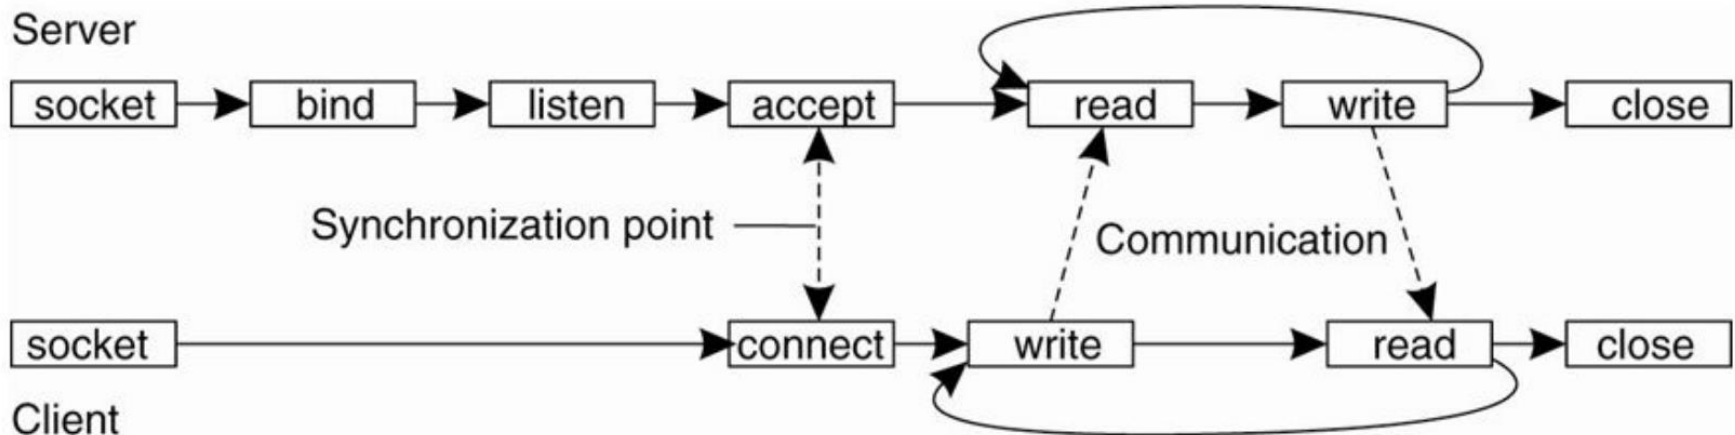 Server
socket bind listen accept read write close
Synchronization point
Communication
socket connect write read close
Client